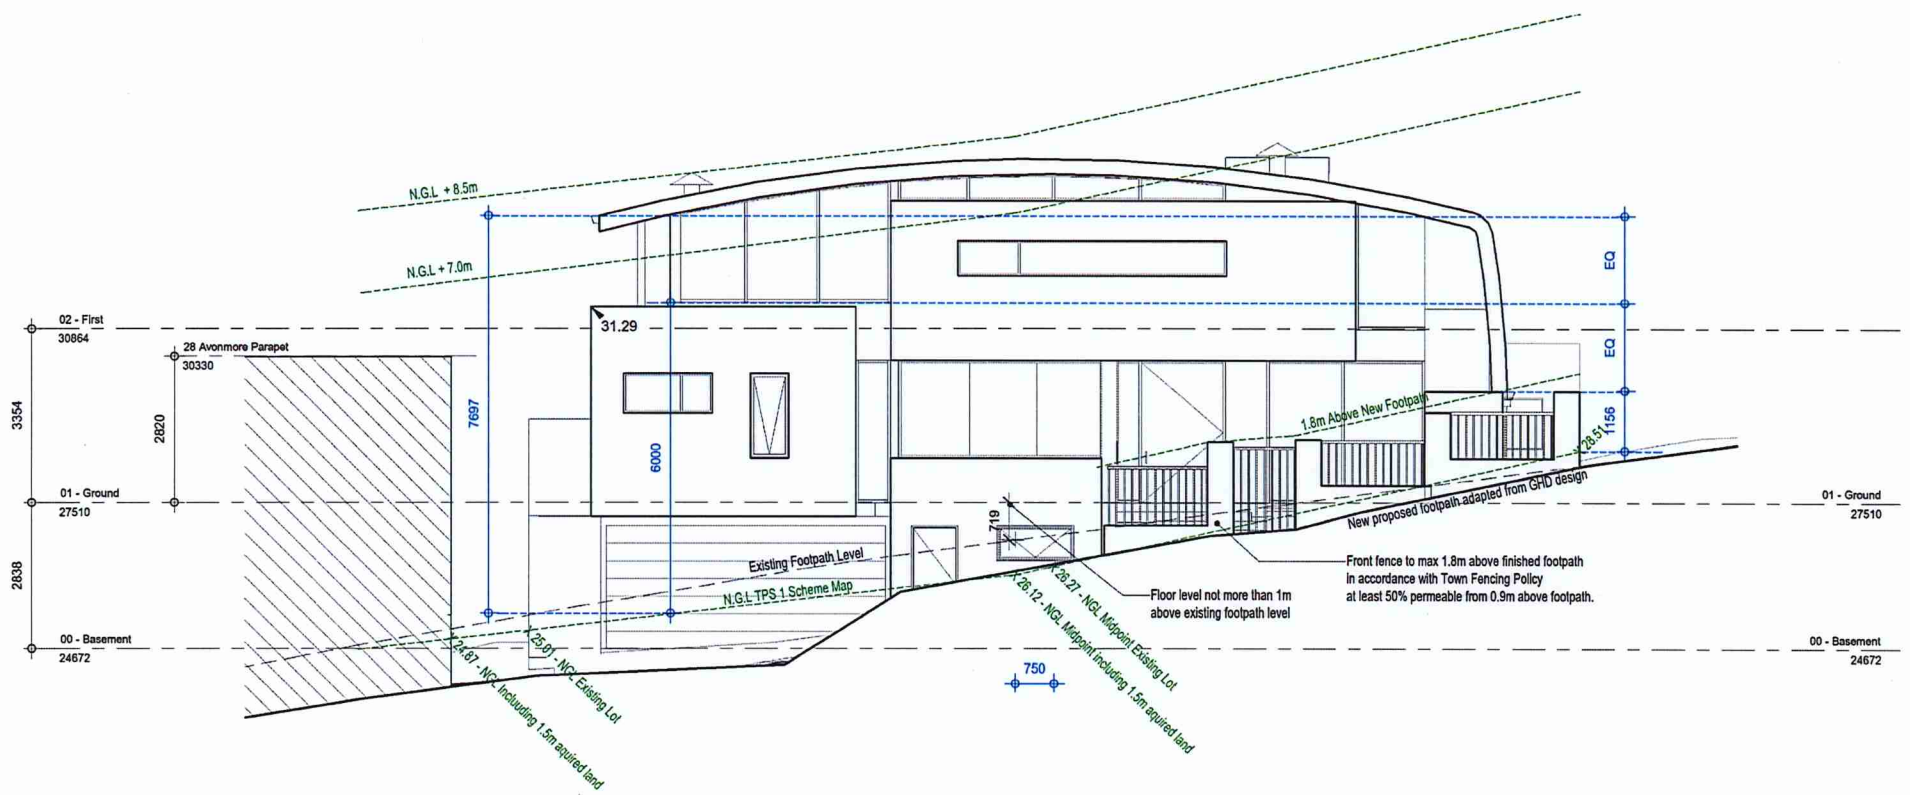 N.G.L + 8.5m
N.G.L + 7.0m
02 - First
30864
28 Avonmore Parapet
30330
31.29
3354
2820
7697
6000
EQ
EQ
1156
1.8m Above New Footpath
28.51
01 - Ground
27510
01 - Ground
27510
719
New proposed footpath adapted from GHD design
Existing Footpath Level
N.G.L TPS 1 Scheme Map
2838
Front fence to max 1.8m above finished footpath
in accordance with Town Fencing Policy
at least 50% permeable from 0.9m above footpath.
Floor level not more than 1m
above existing footpath level
00 - Basement
24672
00 - Basement
24672
24.87 - NGL Incluuding 1.5m aquired land
25.01 - NGL Existing Lot
26.12 - NGL Midpoint including 1.5m aquired land
26.27 - NGL Midpoint Existing Lot
750